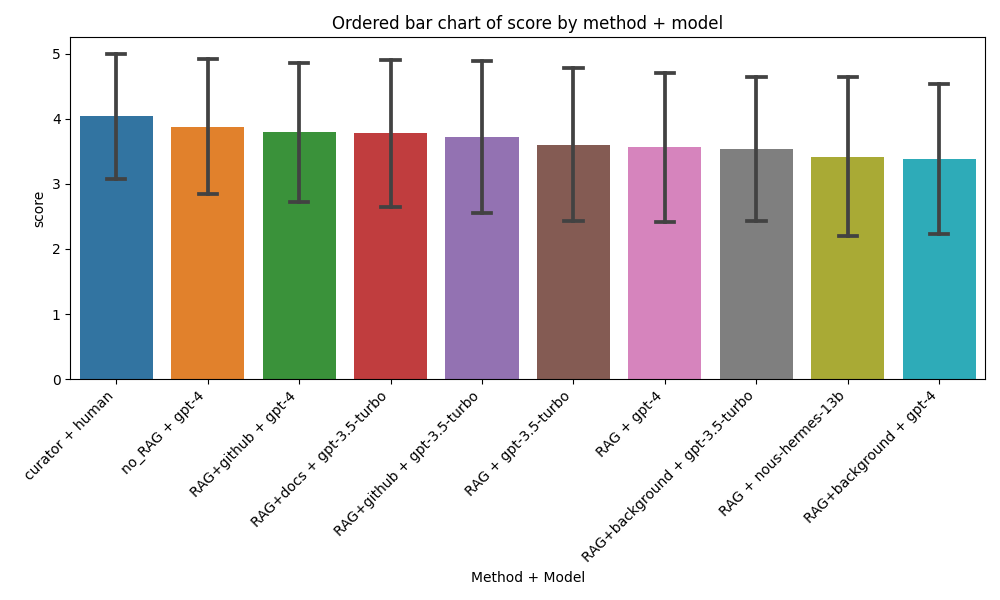 Ordered bar chart of score by method + model
score
5
4
3
2
1
0
curator + human
no_RAG + gpt-4
RAG+github + gpt-4
RAG+docs + gpt-3.5-turbo
RAG+github + gpt-3.5-turbo
RAG + gpt-3.5-turbo
RAG + gpt-4
RAG+background + gpt-3.5-turbo
RAG + nous-hermes-13b
RAG+background + gpt-4
Method + Model